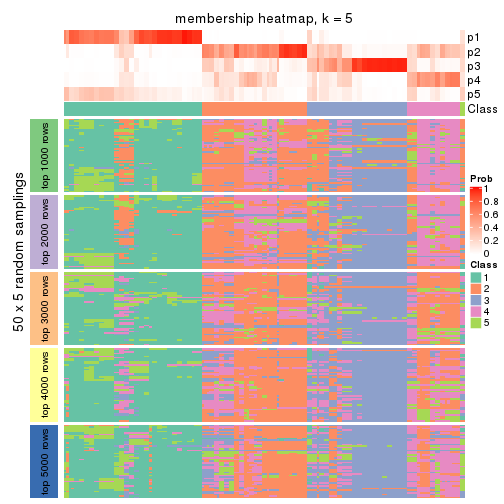 membership heatmap, k = 5
p1
p2
p3
p4
p5
Class
50 x 5 random samplings
top 1000 rows
top 2000 rows
top 3000 rows
top 4000 rows
top 5000 rows
Prob
1
0.8
0.6
0.4
0.2
0
Class
1
2
3
4
5